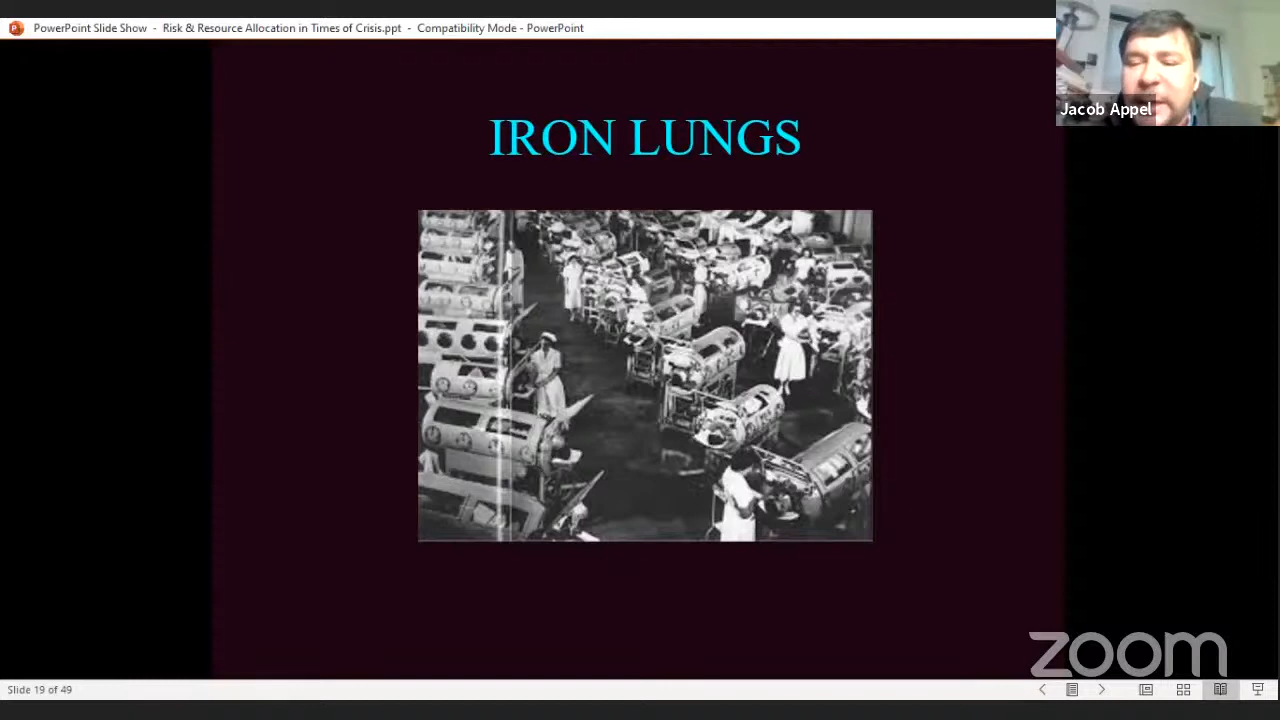 PowerPoint Slide Show - Risk & Resource Allocation in Times of Crisis.ppt - Compatibility Mode - PowerPoint
Jacob Appel
IRON LUNGS
zoom
Slide 19 of 49